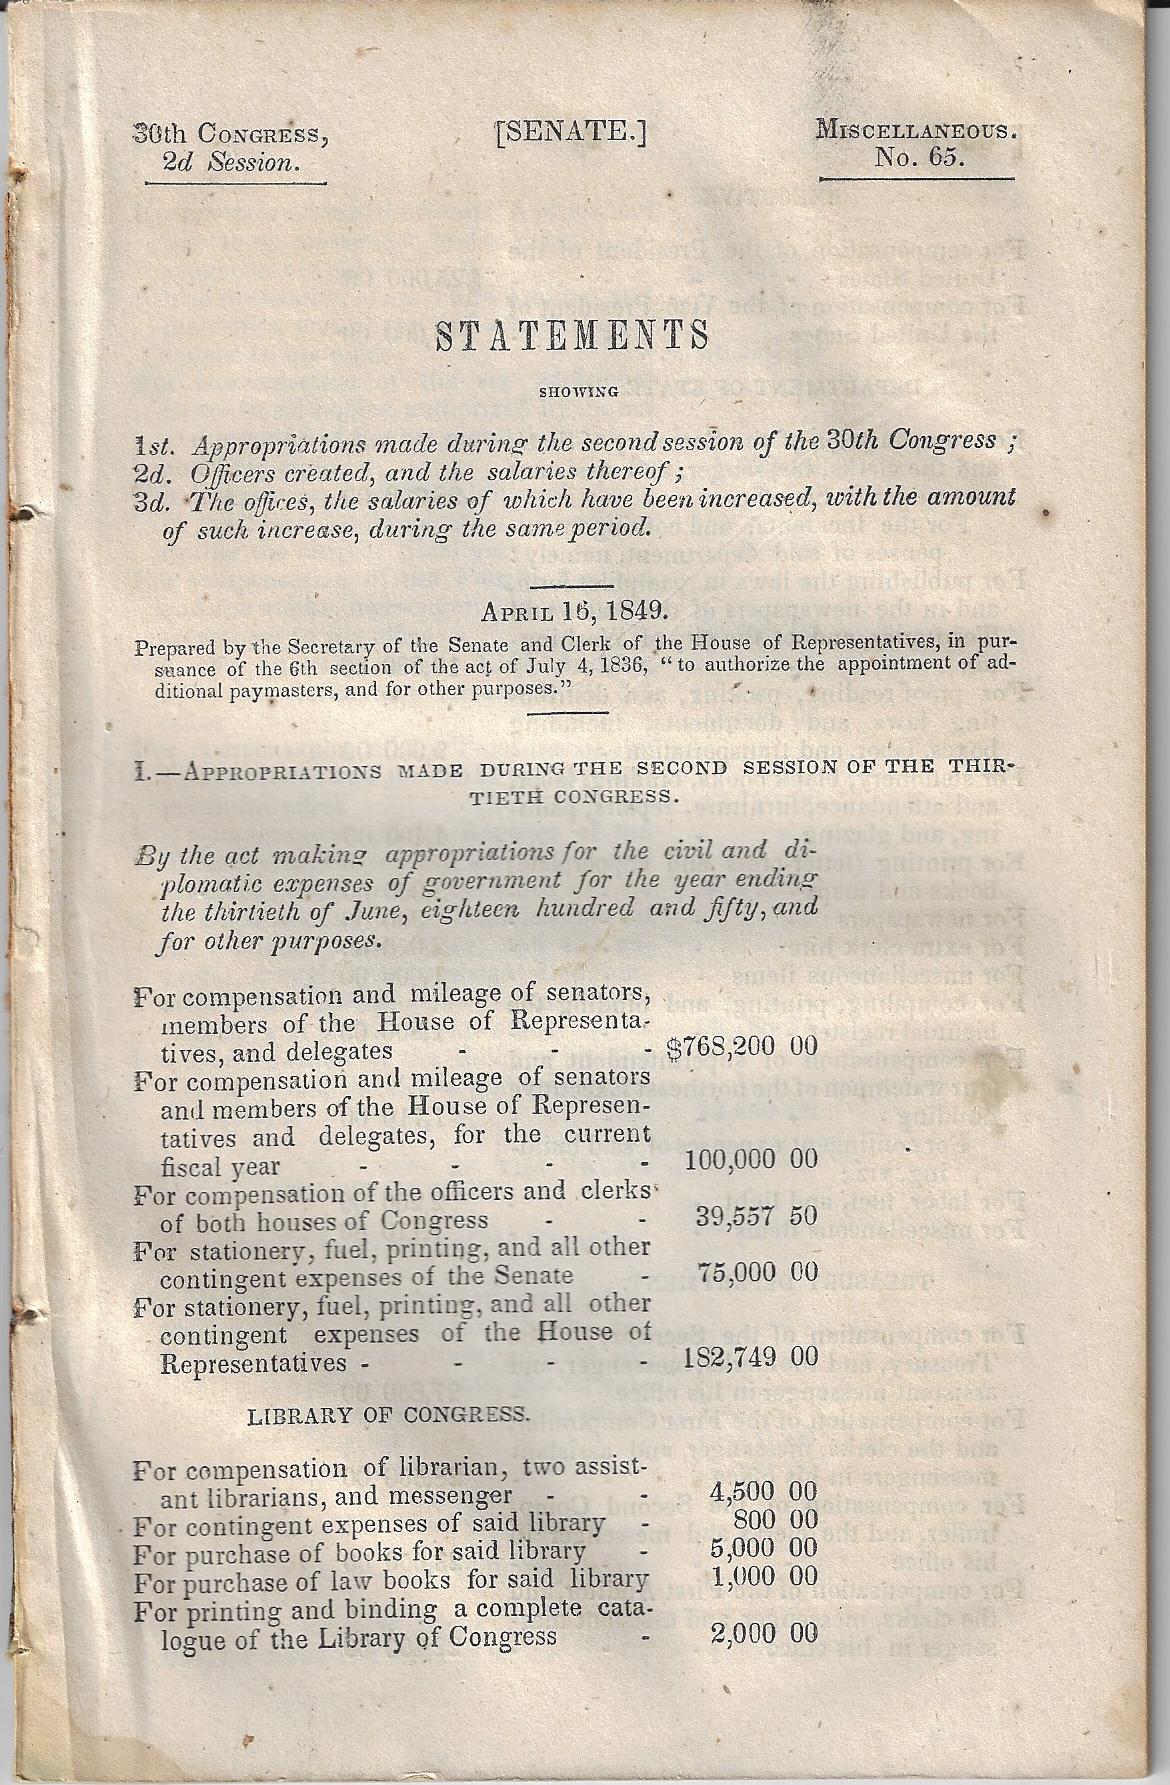 30th Congress,
2d Session.
[SENATE.]
Miscellaneous.
No. 65.
STATEMENTS
SHOWING
1st. Appropriations made during the second session of the 30th Congress ;
2d. Officers created, and the salaries thereof ;
3d. The offices, the salaries of which have been increased, with the amount
of such increase, during the same period.
April 16, 1849.
Prepared by the Secretary of the Senate and Clerk of the House of Representatives, in pur-
suance of the 6th section of the act of July 4, 1836, “ to authorize the appointment of ad-
ditional paymasters, and for other purposes.”
I.—Appropriations made during the second session of the thir-
tieth congress.
By the act making appropriations for the civil and di-
plomatic expenses of government for the year ending
the thirtieth of June, eighteen hundred and fifty, and
for other purposes.
For compensation and mileage of senators,
members of the House of Representa-
tives, and delegates - - - $768,200 00
For compensation and mileage of senators
and members of the House of Represen-
tatives and delegates, for the current
fiscal year - - - - 100,000 00
For compensation of the officers and clerks
of both houses of Congress - - 39,557 50
For stationery, fuel, printing, and all other
contingent expenses of the Senate - 75,000 00
For stationery, fuel, printing, and all other
contingent expenses of the House of
Representatives - - - - 182,749 00
LIBRARY OF CONGRESS.
For compensation of librarian, two assist-
ant librarians, and messenger - - 4,500 00
For contingent expenses of said library - 800 00
For purchase of books for said library - 5,000 00
For purchase of law books for said library 1,000 00
For printing and binding a complete cata-
logue of the Library of Congress - 2,000 00